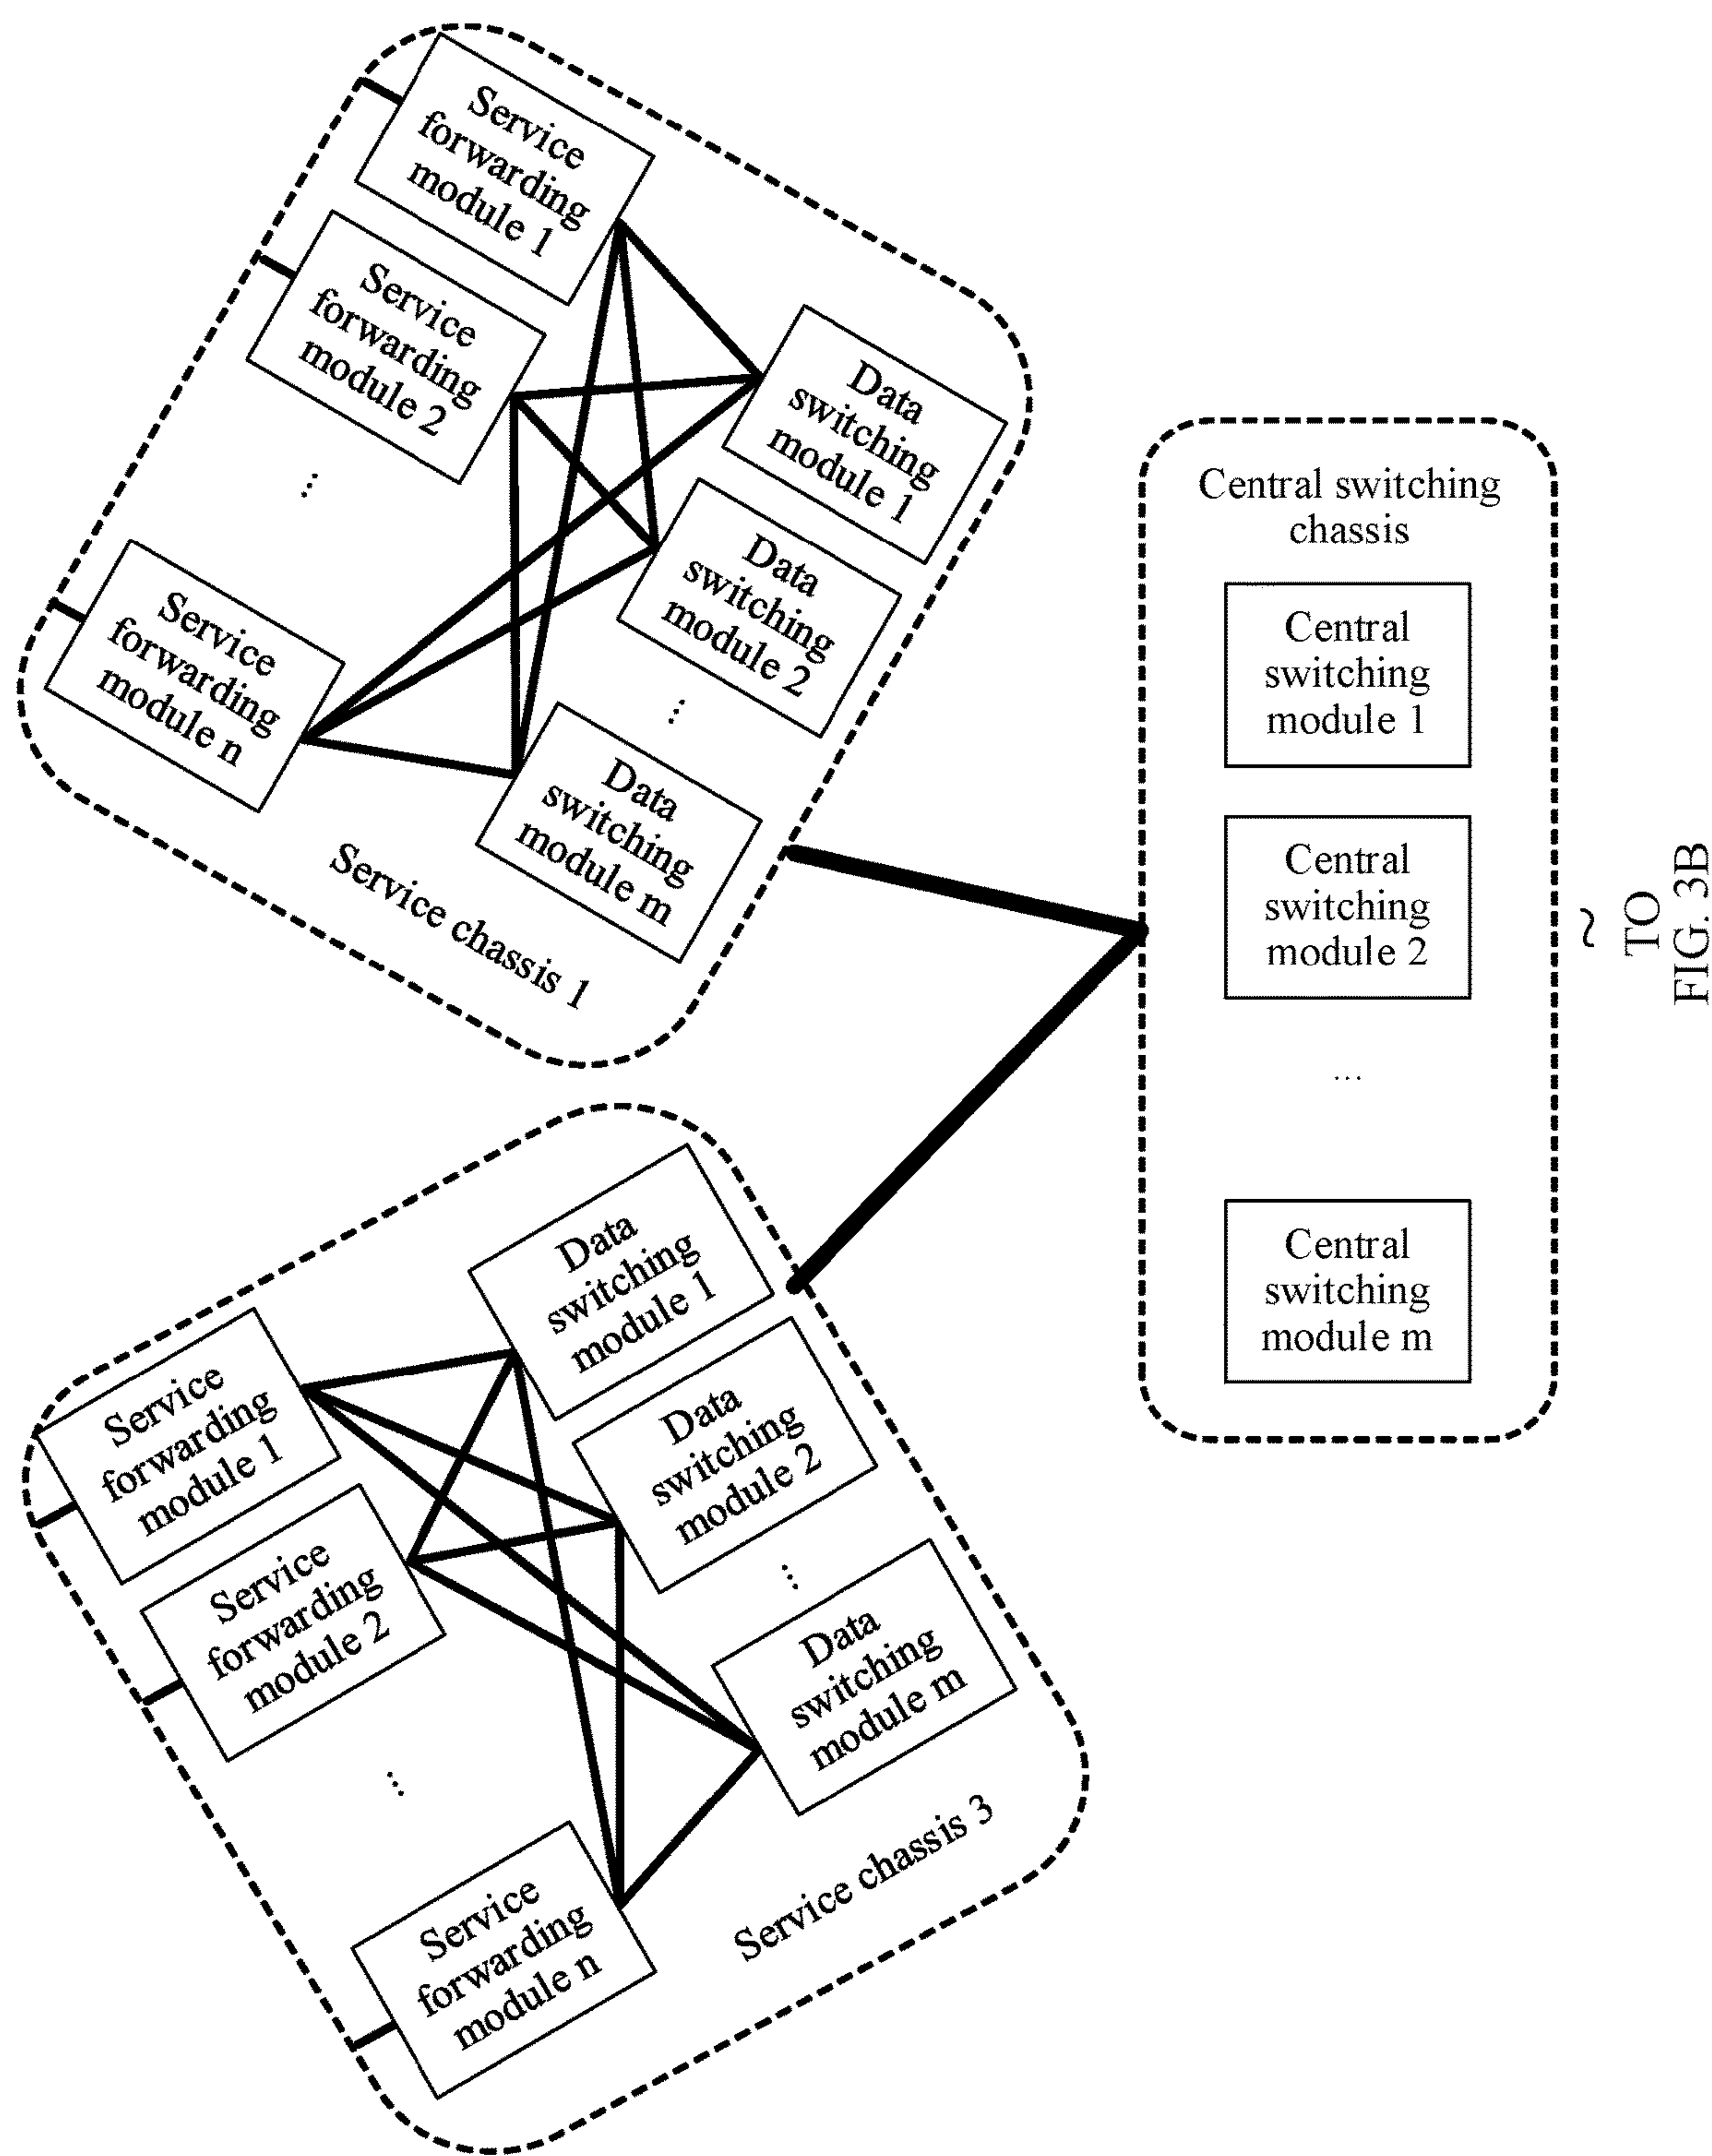 Service
forwarding
module 1
Service
forwarding
module 2
...
Service
forwarding
module n
Data
switching
module 1
Data
switching
module 2
...
Data
switching
module m
Service chassis 1
Central switching
chassis
Central
switching
module 1
Central
switching
module 2
...
Central
switching
module m
~
TO
FIG. 3B
Service
forwarding
module 1
Service
forwarding
module 2
...
Service
forwarding
module n
Data
switching
module 1
Data
switching
module 2
...
Data
switching
module m
Service chassis 3